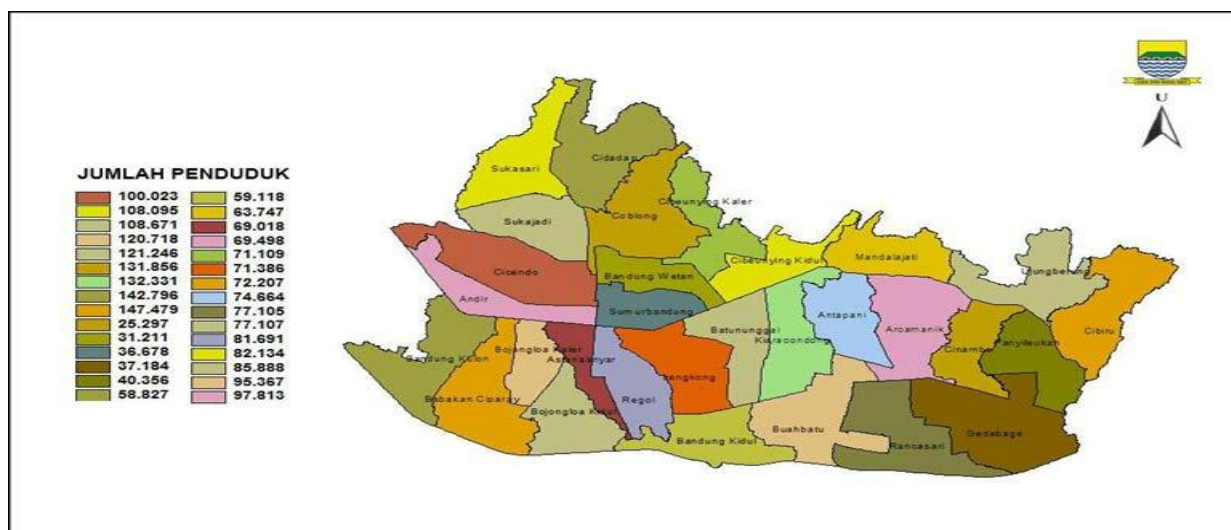 U
JUMLAH PENDUDUK
100.023
108.095
108.671
120.718
121.246
131.856
132.331
142.796
147.479
25.297
31.211
36.678
37.184
40.356
58.827
59.118
63.747
69.018
69.498
71.109
71.386
72.207
74.664
77.105
77.107
81.691
82.134
85.888
95.367
97.813
Sukasari
Cidadap
Cibeunying Kaler
Sukajadi
Coblong
Cicendo
Bandung Wetan
Cibeunying Kidul
Mandalajati
Ujungberung
Andir
Sumurbandung
Antapani
Arcamanik
Cibiru
Batununggal
Kiaracondong
Cinambo
Panyileukan
Bandung Kulon
Bojongloa Kaler
Astanaanyar
Lengkong
Babakan Ciparay
Bojongloa Kidul
Regol
Bandung Kidul
Buahbatu
Rancasari
Gedebage